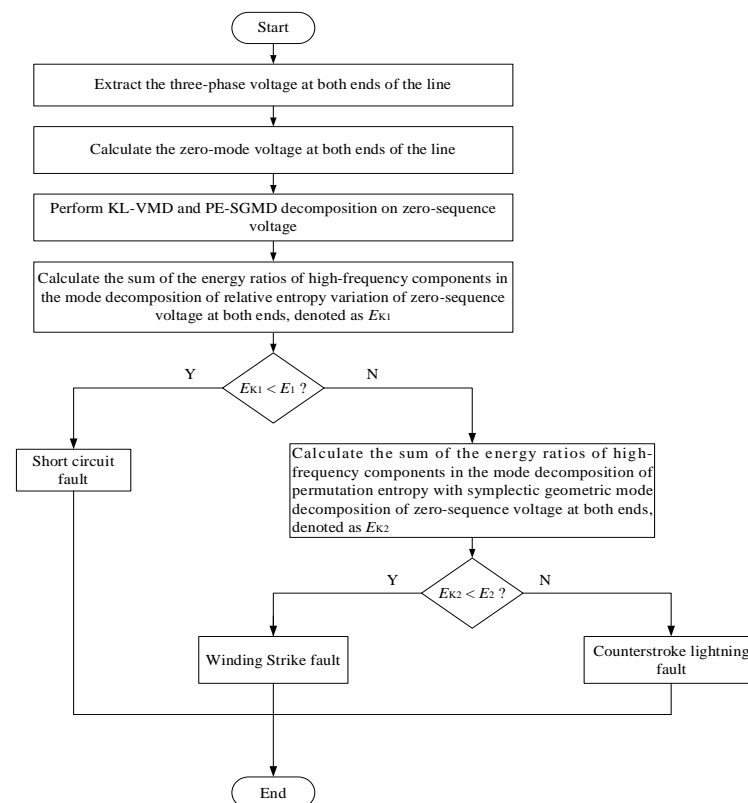 Start
Extract the three-phase voltage at both ends of the line
Calculate the zero-mode voltage at both ends of the line
Perform KL-VMD and PE-SGMD decomposition on zero-sequence
voltage
Calculate the sum of the energy ratios of high-frequency components in
the mode decomposition of relative entropy variation of zero-sequence
voltage at both ends, denoted as EK1
Y
EK1 < E1 ?
N
Short circuit
fault
Calculate the sum of the energy ratios of high-
frequency components in the mode decomposition of
permutation entropy with symplectic geometric mode
decomposition of zero-sequence voltage at both ends,
denoted as EK2
Y
EK2 < E2 ?
N
Winding Strike fault
Counterstroke lightning
fault
End